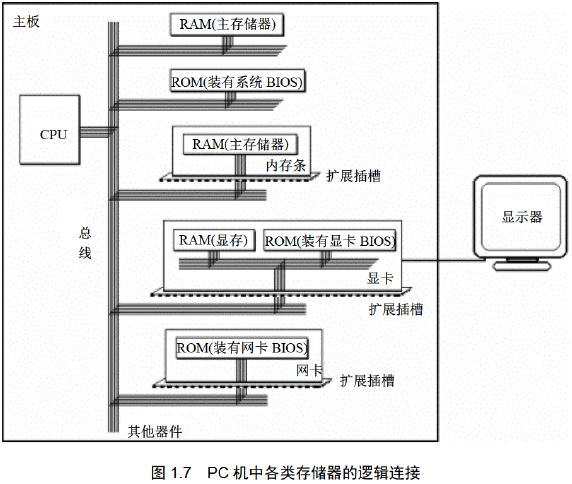 主板
RAM(主存储器)
ROM(装有系统 BIOS)
CPU
RAM(主存储器)
内存条
扩展插槽
总线
RAM(显存)
ROM(装有显卡 BIOS)
显卡
扩展插槽
显示器
ROM(装有网卡 BIOS)
网卡
扩展插槽
其他器件
图 1.7 PC 机中各类存储器的逻辑连接